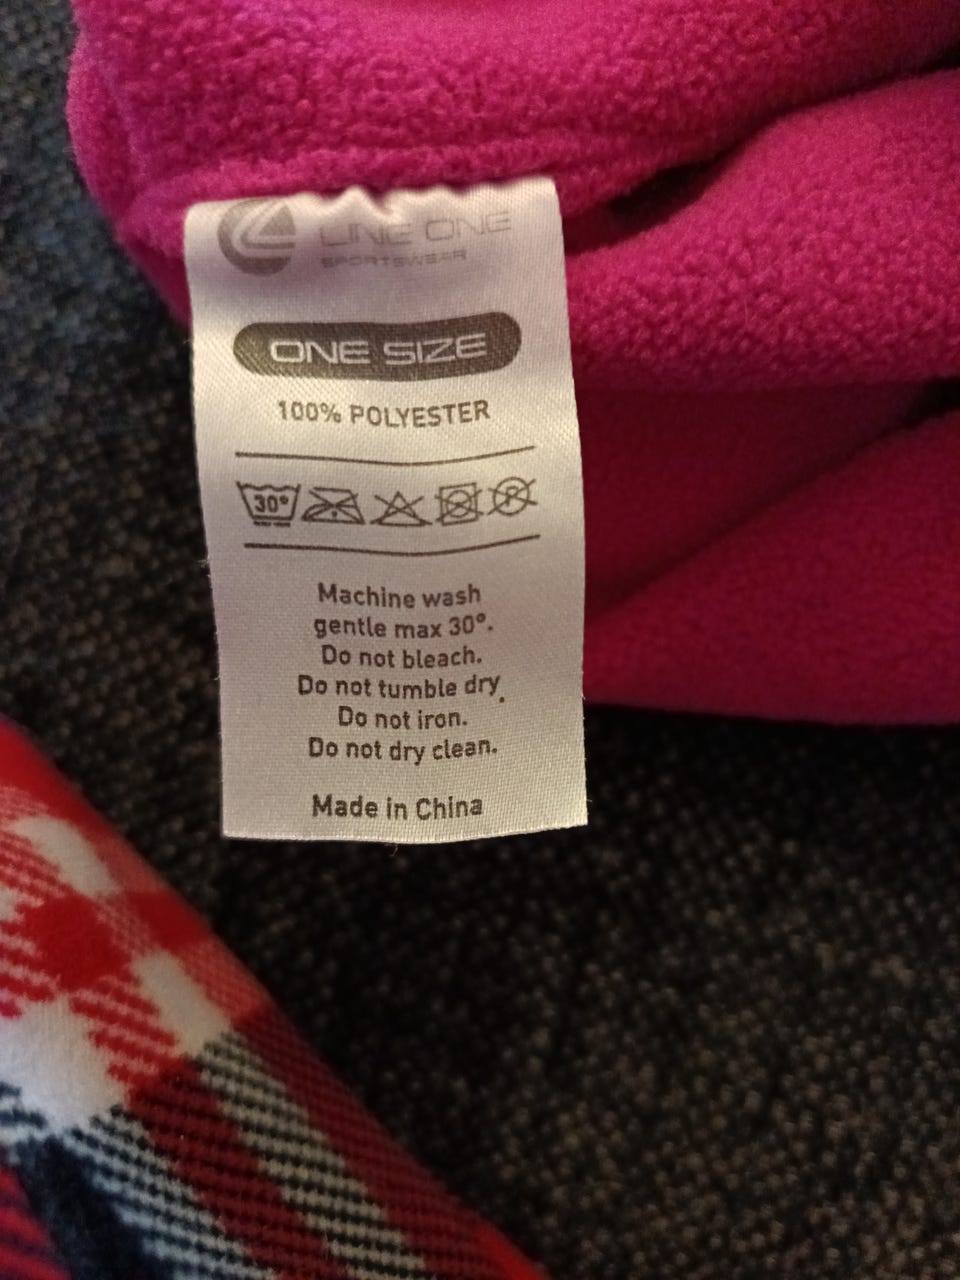 LINE ONE
SPORTSWEAR
ONE SIZE
100% POLYESTER
30°
P
Machine wash
gentle max 30°.
Do not bleach.
Do not tumble dry.
Do not iron.
Do not dry clean.
Made in China